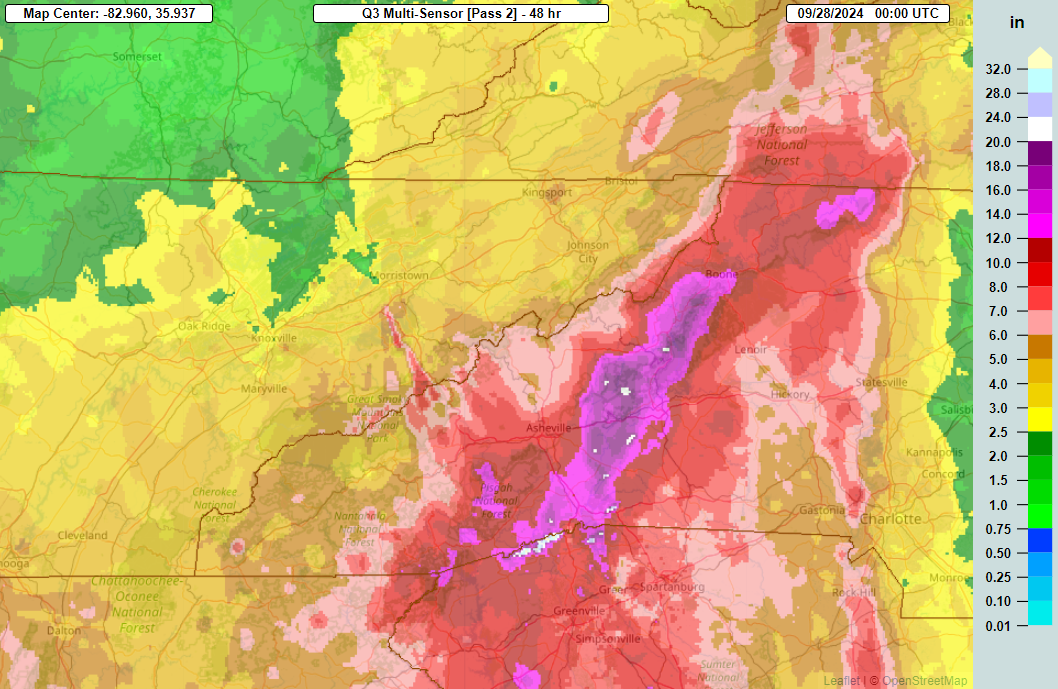 Map Center: -82.960, 35.937
Q3 Multi-Sensor [Pass 2] - 48 hr
09/28/2024 00:00 UTC
in
32.0
28.0
24.0
20.0
18.0
16.0
14.0
12.0
10.0
8.0
7.0
6.0
5.0
4.0
3.0
2.5
2.0
1.5
1.0
0.75
0.50
0.25
0.10
0.01
Somerset
Jefferson
National
Forest
Kingsport
Bristol
Johnson
City
Morristown
Boone
Oak Ridge
Knoxville
Lenoir
Maryville
Hickory
Statesville
Great Smoky
Mountains
National
Park
Asheville
Salisb
Kannapolis
Concord
Cherokee
National
Forest
Pisgah
National
Forest
Nantahala
National
Forest
Gastonia
Charlotte
Cleveland
nooga
Chattahoochee-
Oconee
National
Forest
Monroe
Greer
Spartanburg
Rock Hill
Greenville
Dalton
Simpsonville
Sumter
National
Leaflet | © OpenStreetMap